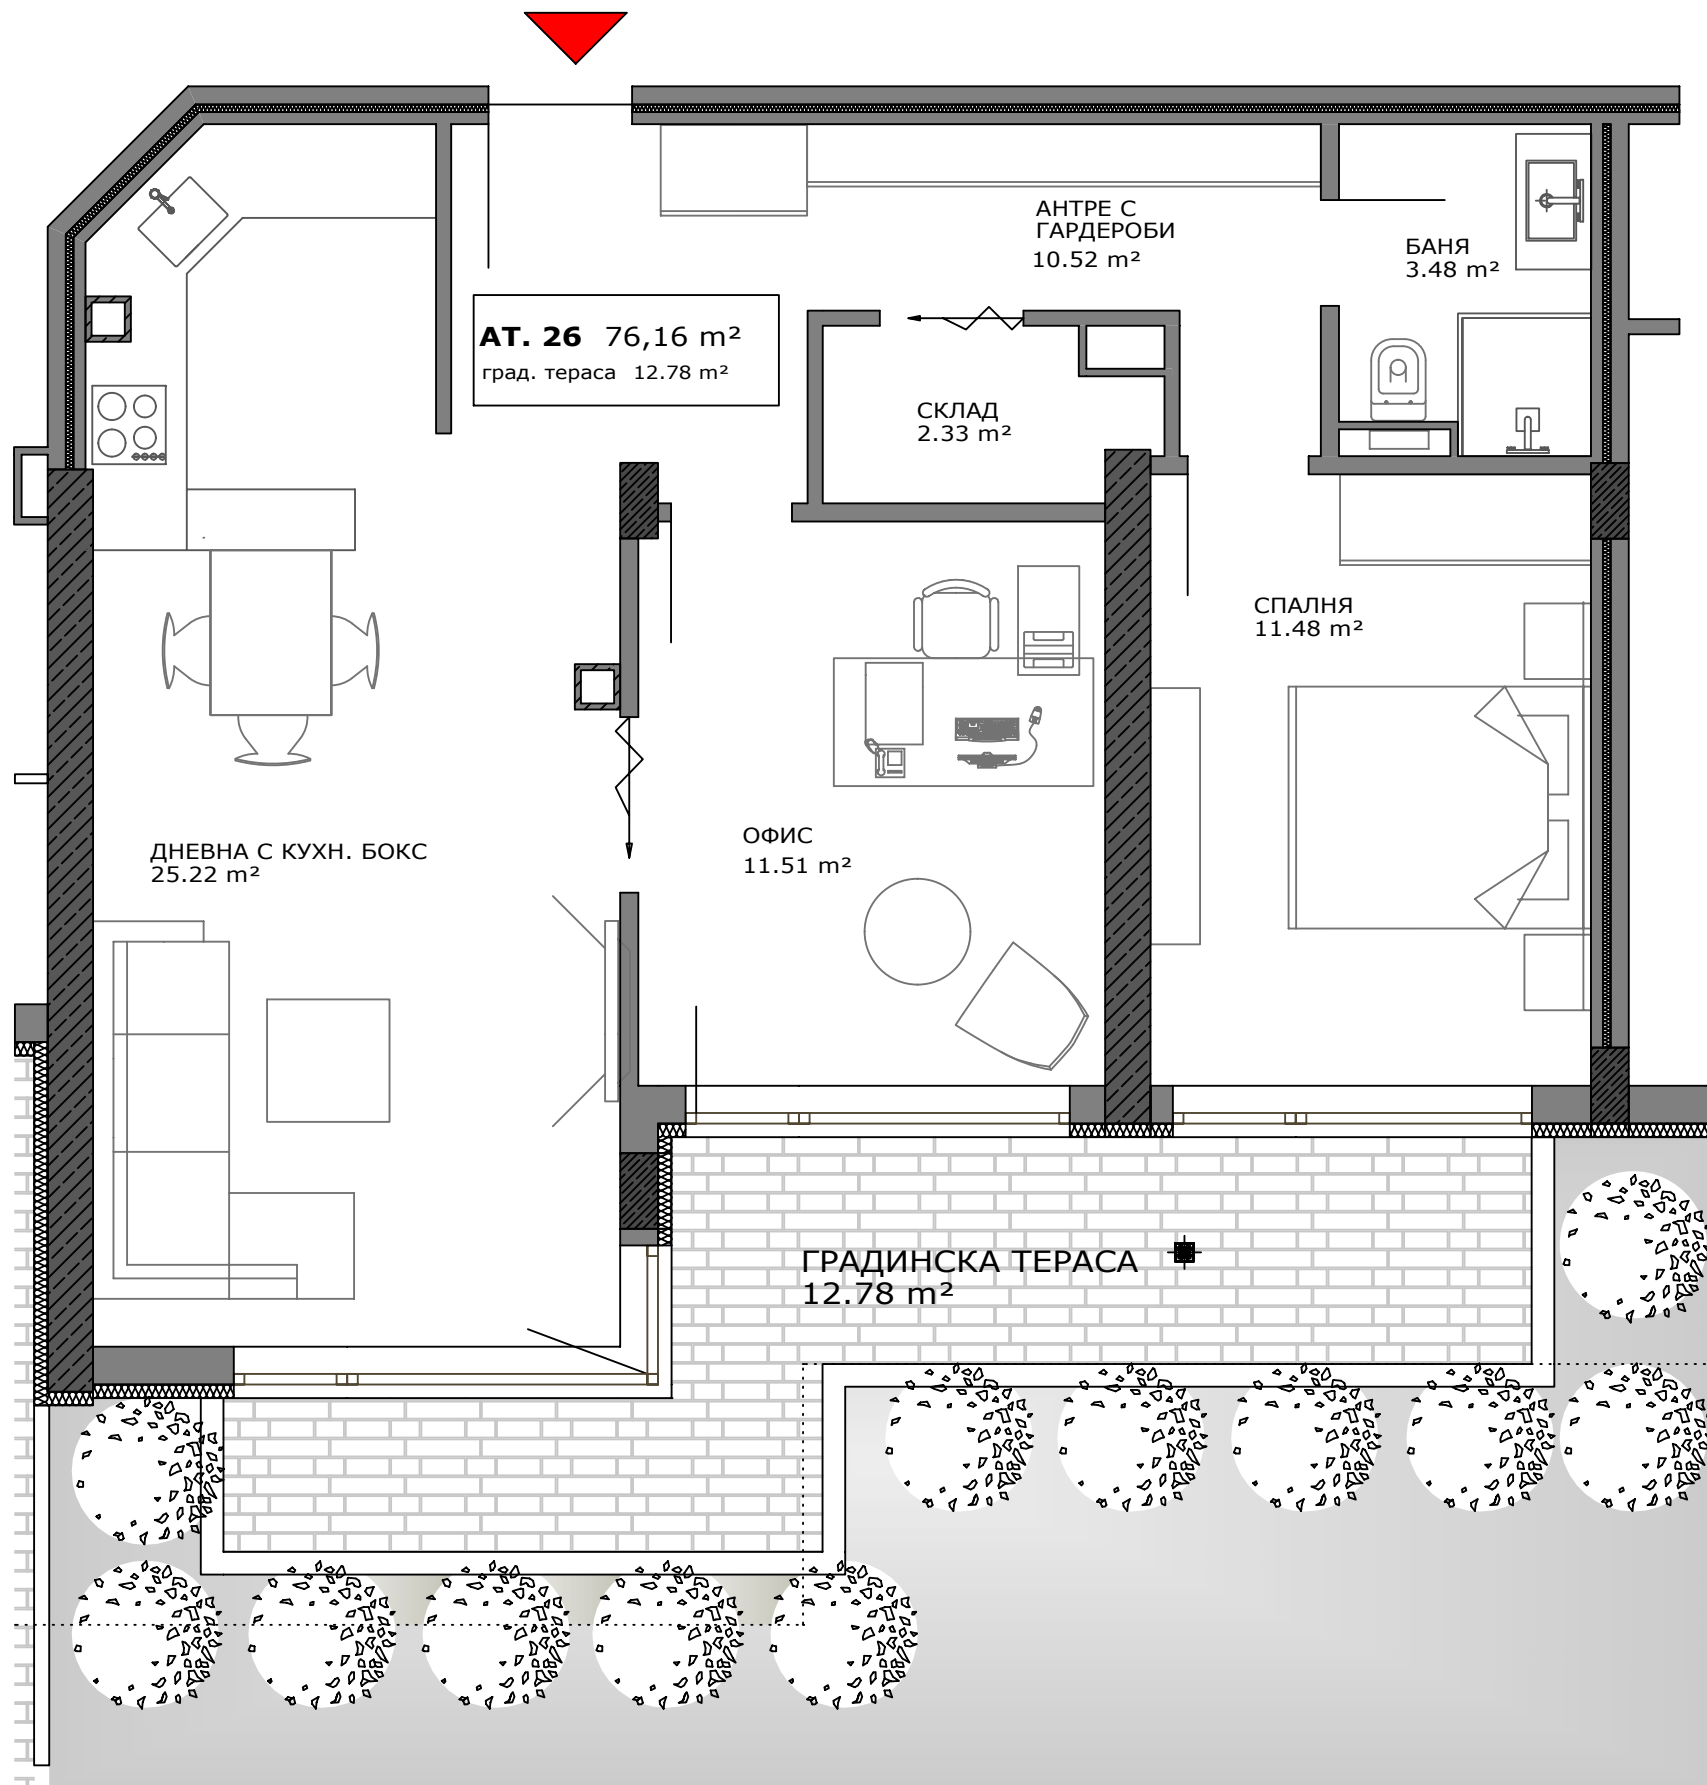 АНТРЕ С
ГАРДЕРОБИ
10.52 m²
БАНЯ
3.48 m²
АТ. 26 76,16 m²
град. тераса 12.78 m²
СКЛАД
2.33 m²
СПАЛНЯ
11.48 m²
ОФИС
11.51 m²
ДНЕВНА С КУХН. БОКС
25.22 m²
ГРАДИНСКА ТЕРАСА
12.78 m²